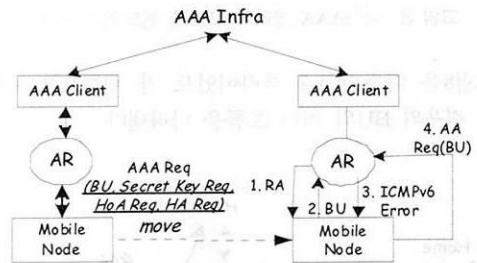 AAA Infra
AAA Client
AAA Client
AR
AR
4. AA
Req(BU)
AAA Req
(BU, Secret Key Req,
HoA Req, HA Req)
move
1. RA
2. BU
3. ICMPv6
Error
Mobile
Node
Mobile
Node